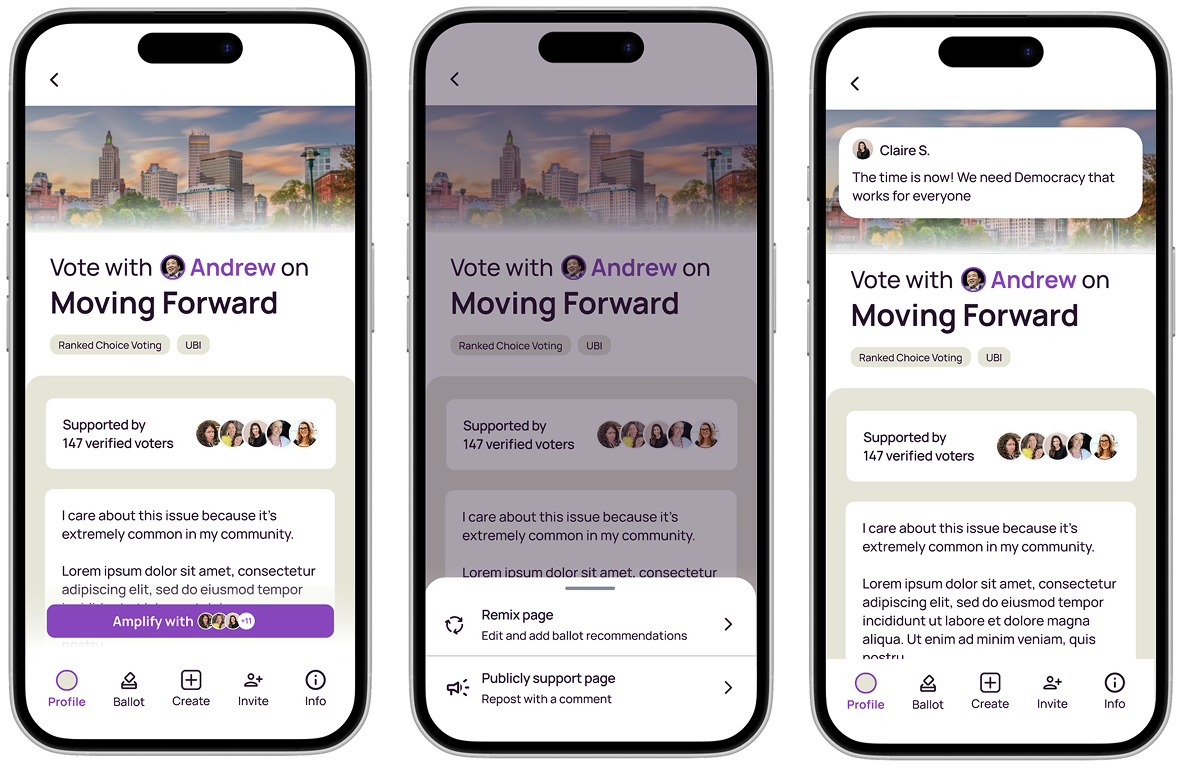 Vote with Andrew on
Moving Forward
Ranked Choice Voting UBI
Supported by
147 verified voters
I care about this issue because it's
extremely common in my community.
Lorem ipsum dolor sit amet, consectetur
adipiscing elit, sed do eiusmod tempor
Amplify with +11
nostru
Profile Ballot Create Invite Info
Vote with Andrew on
Moving Forward
Ranked Choice Voting UBI
Supported by
147 verified voters
I care about this issue because it's
extremely common in my community.
Lorem ipsum dolor sit amet, consectetur
Remix page
Edit and add ballot recommendations
Publicly support page
Repost with a comment
Claire S.
The time is now! We need Democracy that
works for everyone
Vote with Andrew on
Moving Forward
Ranked Choice Voting UBI
Supported by
147 verified voters
I care about this issue because it's
extremely common in my community.
Lorem ipsum dolor sit amet, consectetur
adipiscing elit, sed do eiusmod tempor
incididunt ut labore et dolore magna
aliqua. Ut enim ad minim veniam, quis
nostru
Profile Ballot Create Invite Info